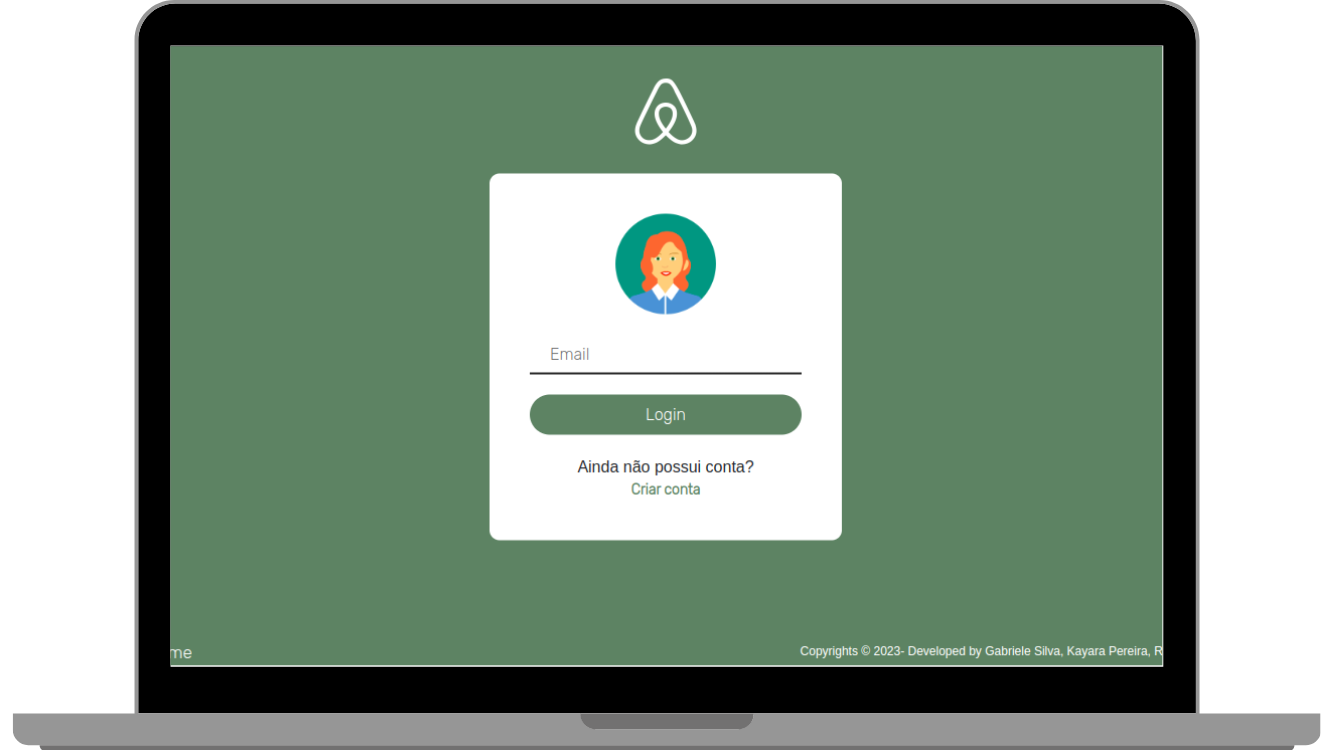 Email
Login
Ainda não possui conta?
Criar conta
me
Copyrights © 2023- Developed by Gabriele Silva, Kayara Pereira, R